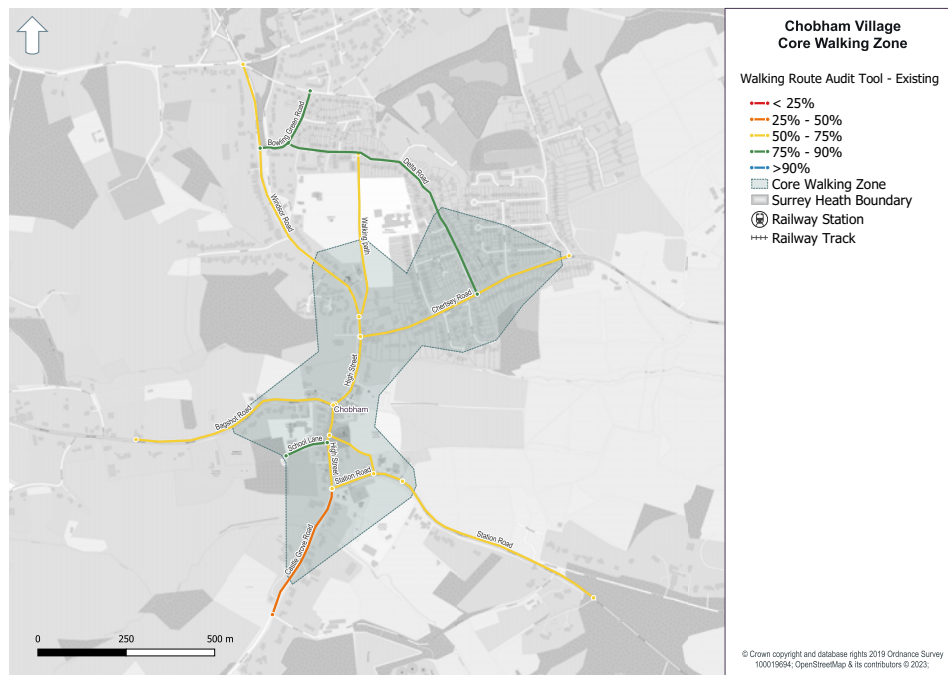 Chobham Village
Core Walking Zone
Walking Route Audit Tool - Existing
< 25%
25% - 50%
50% - 75%
75% - 90%
>90%
Core Walking Zone
Surrey Heath Boundary
Railway Station
Railway Track
Bowling Green Road
Delta Road
Windsor Road
Walking path
Chertsey Road
High Street
Bagshot Road
Chobham
School Lane
High Street
Station Road
Station Road
Castle Grove Road
0 250 500 m
© Crown copyright and database rights 2019 Ordnance Survey
100019694; OpenStreetMap & its contributors © 2023;